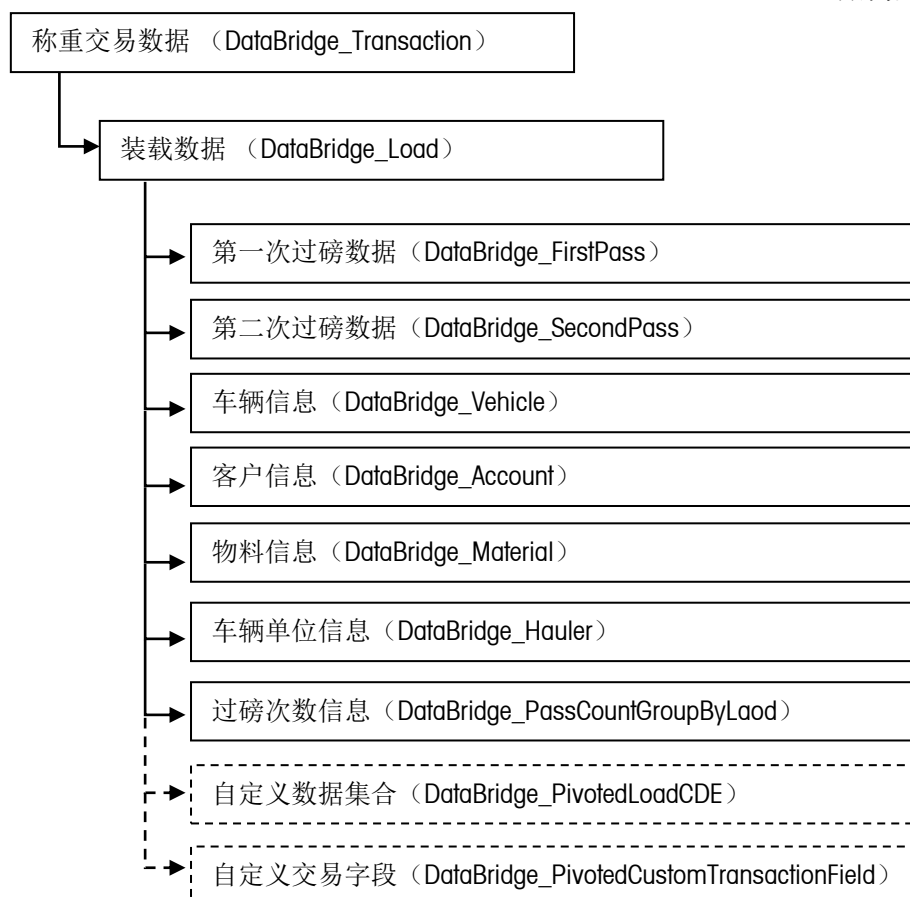 称重交易数据 （DataBridge_Transaction）
装载数据 （DataBridge_Load）
第一次过磅数据（DataBridge_FirstPass）
第二次过磅数据（DataBridge_SecondPass）
车辆信息（DataBridge_Vehicle）
客户信息（DataBridge_Account）
物料信息（DataBridge_Material）
车辆单位信息（DataBridge_Hauler）
过磅次数信息（DataBridge_PassCountGroupByLaod）
自定义数据集合（DataBridge_PivotedLoadCDE）
自定义交易字段（DataBridge_PivotedCustomTransactionField）